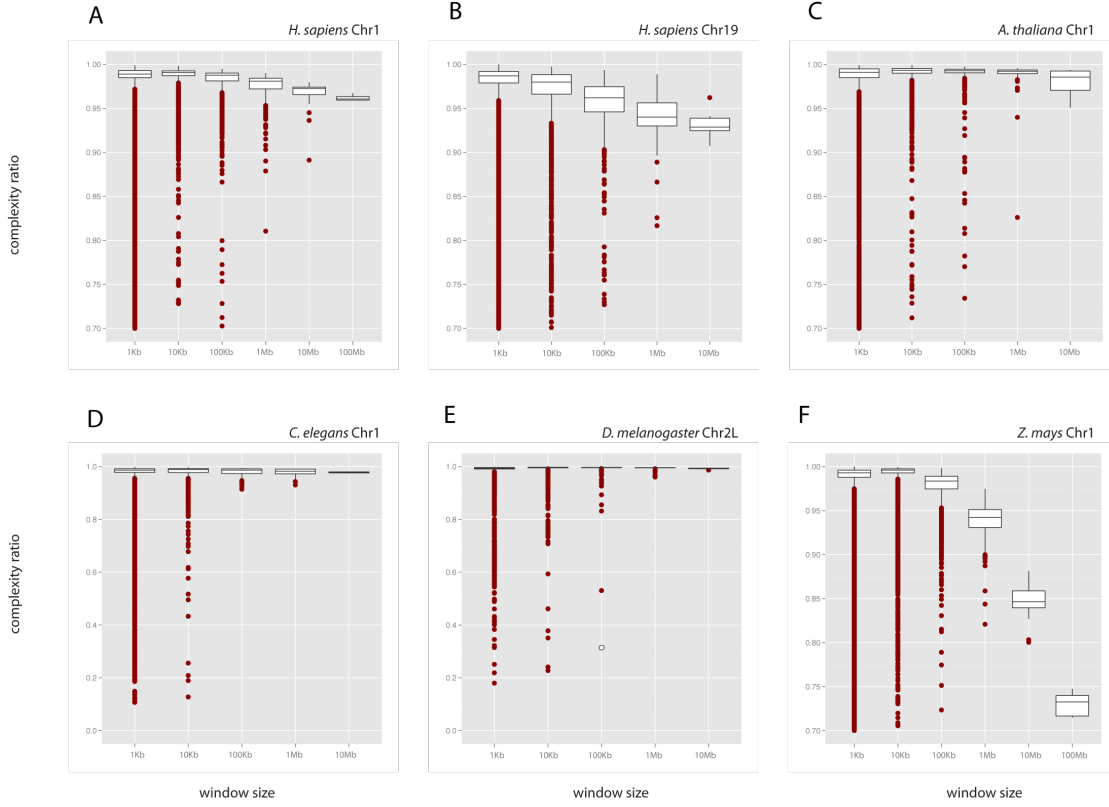 A
H. sapiens Chr1
complexity ratio
1.00
0.95
0.90
0.85
0.80
0.75
0.70
1Kb 10Kb 100Kb 1Mb 10Mb 100Mb
B
H. sapiens Chr19
1.00
0.95
0.90
0.85
0.80
0.75
0.70
1Kb 10Kb 100Kb 1Mb 10Mb
C
A. thaliana Chr1
1.00
0.95
0.90
0.85
0.80
0.75
0.70
1Kb 10Kb 100Kb 1Mb 10Mb
D
C. elegans Chr1
complexity ratio
1.0
0.8
0.6
0.4
0.2
0.0
1Kb 10Kb 100Kb 1Mb 10Mb
window size
E
D. melanogaster Chr2L
1.0
0.8
0.6
0.4
0.2
0.0
1Kb 10Kb 100Kb 1Mb 10Mb
window size
F
Z. mays Chr1
1.00
0.95
0.90
0.85
0.80
0.75
0.70
1Kb 10Kb 100Kb 1Mb 10Mb 100Mb
window size